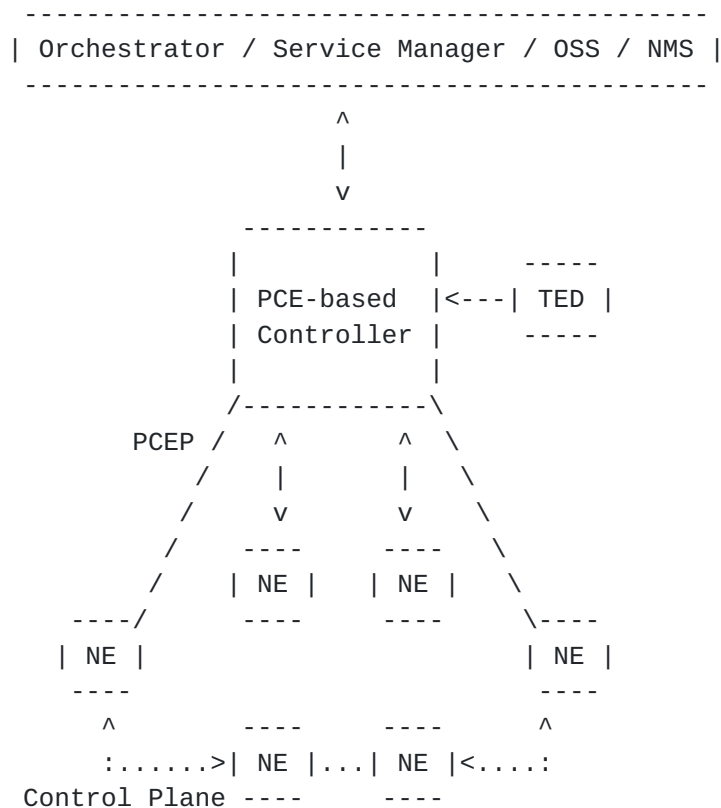 Orchestrator / Service Manager / OSS / NMS
PCE-based
TED
Controller
PCEP
NE NE
NE NE
NE NE
Control Plane